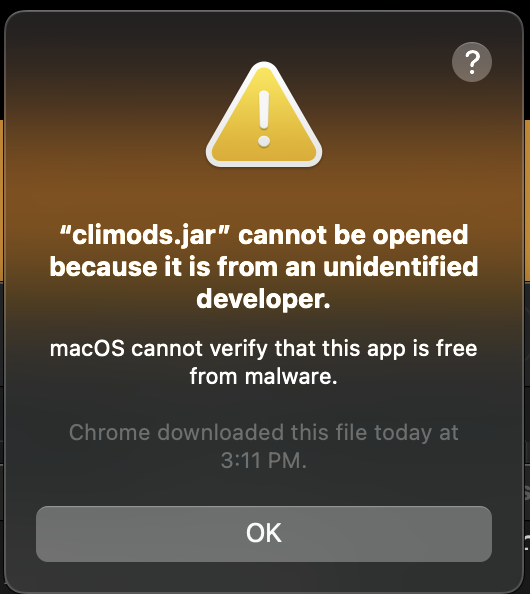 ?
“climods.jar” cannot be opened
because it is from an unidentified
developer.
macOS cannot verify that this app is free
from malware.
Chrome downloaded this file today at
3:11 PM.
OK